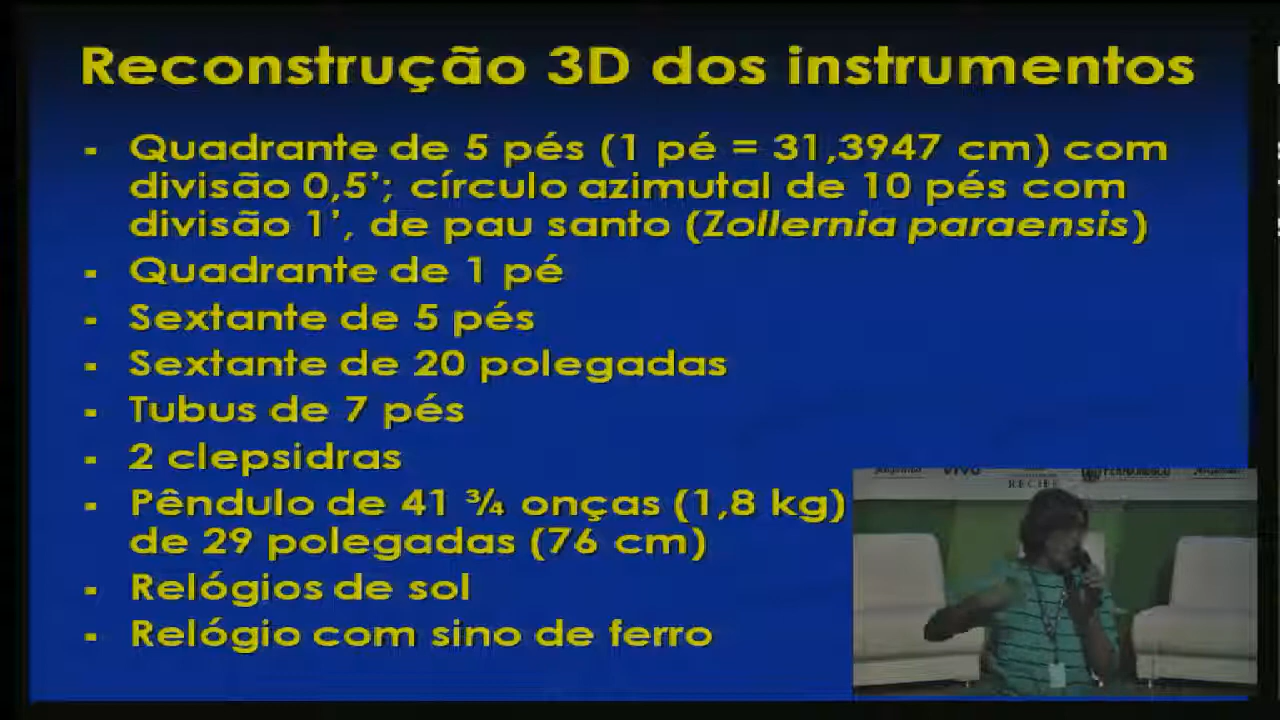 Reconstrução 3D dos instrumentos
▪ Quadrante de 5 pés (1 pé = 31,3947 cm) com
divisão 0,5’; círculo azimutal de 10 pés com
divisão 1’, de pau santo (Zollernia paraensis)
▪ Quadrante de 1 pé
▪ Sextante de 5 pés
▪ Sextante de 20 polegadas
▪ Tubus de 7 pés
▪ 2 clepsidras
▪ Pêndulo de 41 ¾ onças (1,8 kg)
de 29 polegadas (76 cm)
▪ Relógios de sol
▪ Relógio com sino de ferro
VIVO
RECIFE